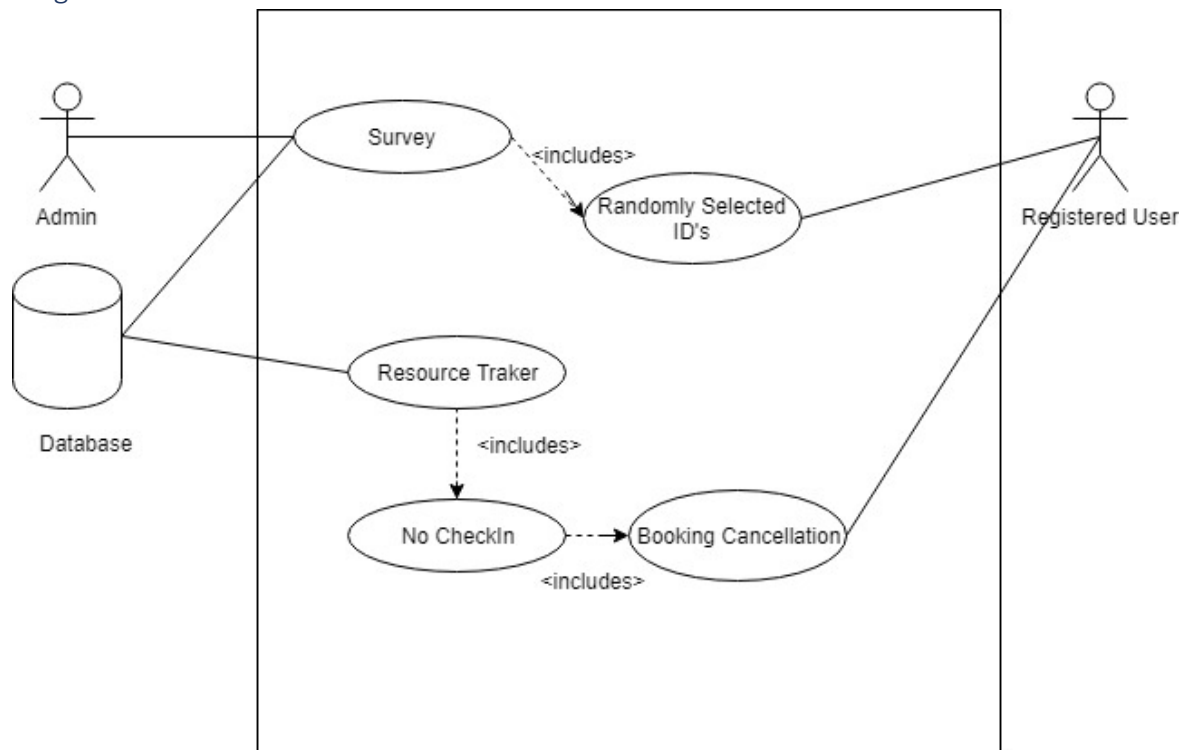 Survey
<includes>
Randomly Selected
ID's
Admin
Registered User
Resource Traker
Database
<includes>
No CheckIn
Booking Cancellation
<includes>